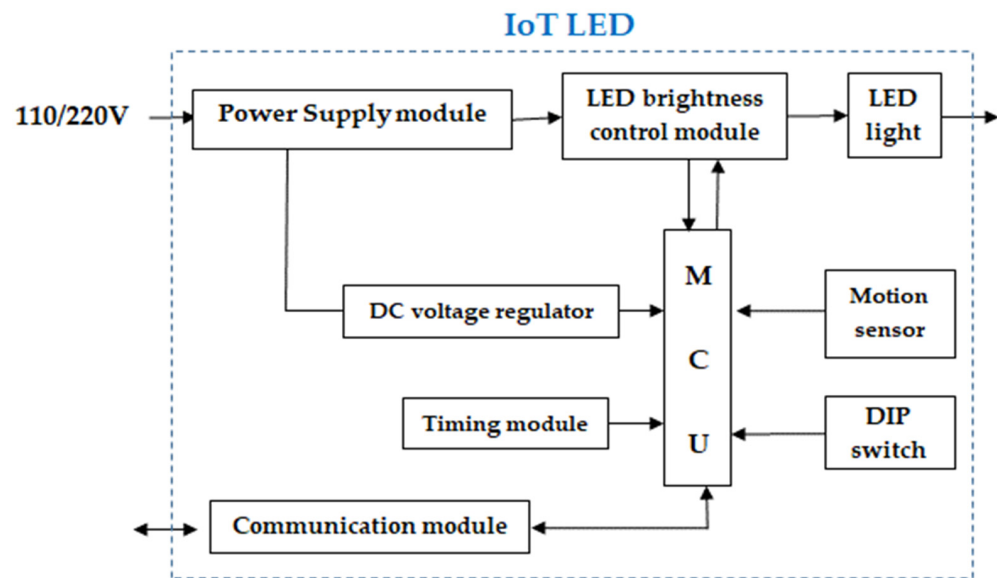 IoT LED
110/220V
Power Supply module
LED brightness
control module
LED
light
M
C
U
DC voltage regulator
Motion
sensor
Timing module
DIP
switch
Communication module